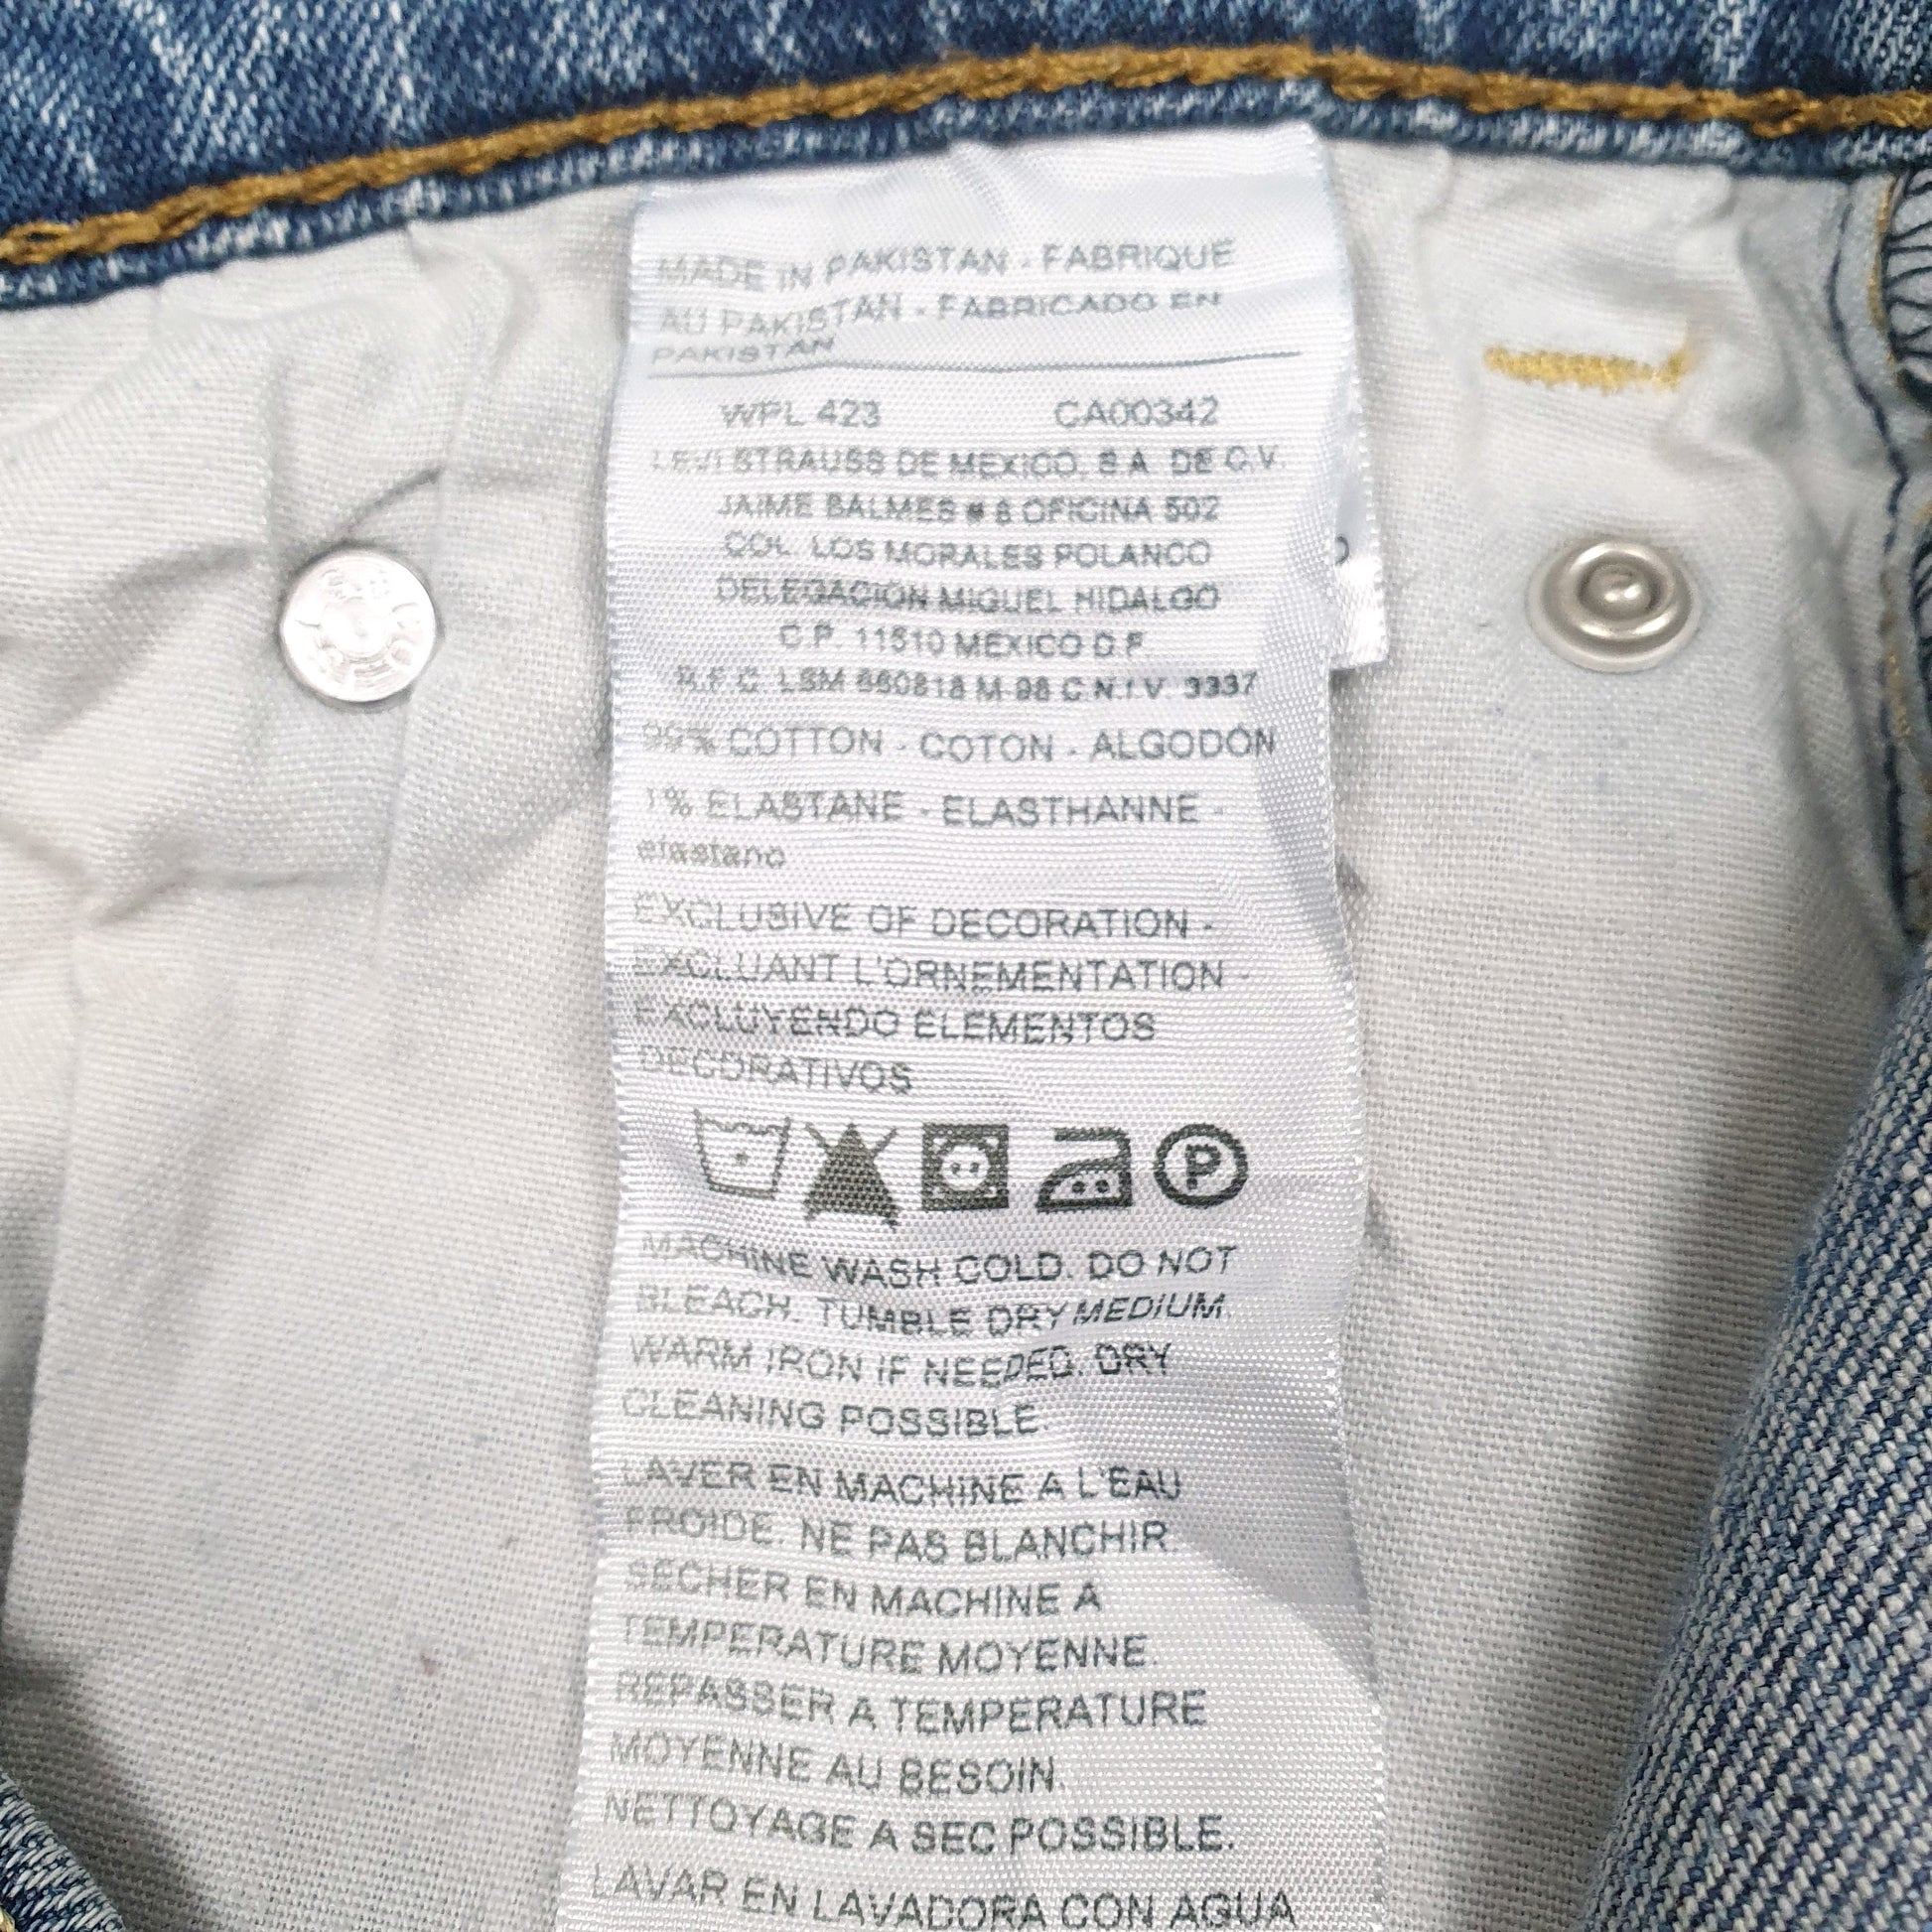 MADE IN PAKISTAN - FABRIQUE
AU PAKISTAN - FABRICADO EN
PAKISTAN
WPL 423 CA00342
LEVI STRAUSS DE MEXICO, S.A. DE C.V.
JAIME BALMES # 8 OFICINA 502
COL. LOS MORALES POLANCO
DELEGACION MIGUEL HIDALGO
C.P. 11510 MEXICO D.F.
R.F.C. LSM 860818 M-98 C.N.I.V. 3337
99% COTTON - COTON - ALGODÓN
1% ELASTANE - ELASTHANNE -
elastano
EXCLUSIVE OF DECORATION -
EXCLUANT L'ORNEMENTATION -
EXCLUYENDO ELEMENTOS
DECORATIVOS
P
MACHINE WASH COLD. DO NOT
BLEACH. TUMBLE DRY MEDIUM.
WARM IRON IF NEEDED. DRY
CLEANING POSSIBLE.
LAVER EN MACHINE A L'EAU
FROIDE. NE PAS BLANCHIR.
SECHER EN MACHINE A
TEMPERATURE MOYENNE.
REPASSER A TEMPERATURE
MOYENNE AU BESOIN.
NETTOYAGE A SEC POSSIBLE.
LAVAR EN LAVADORA CON AGUA